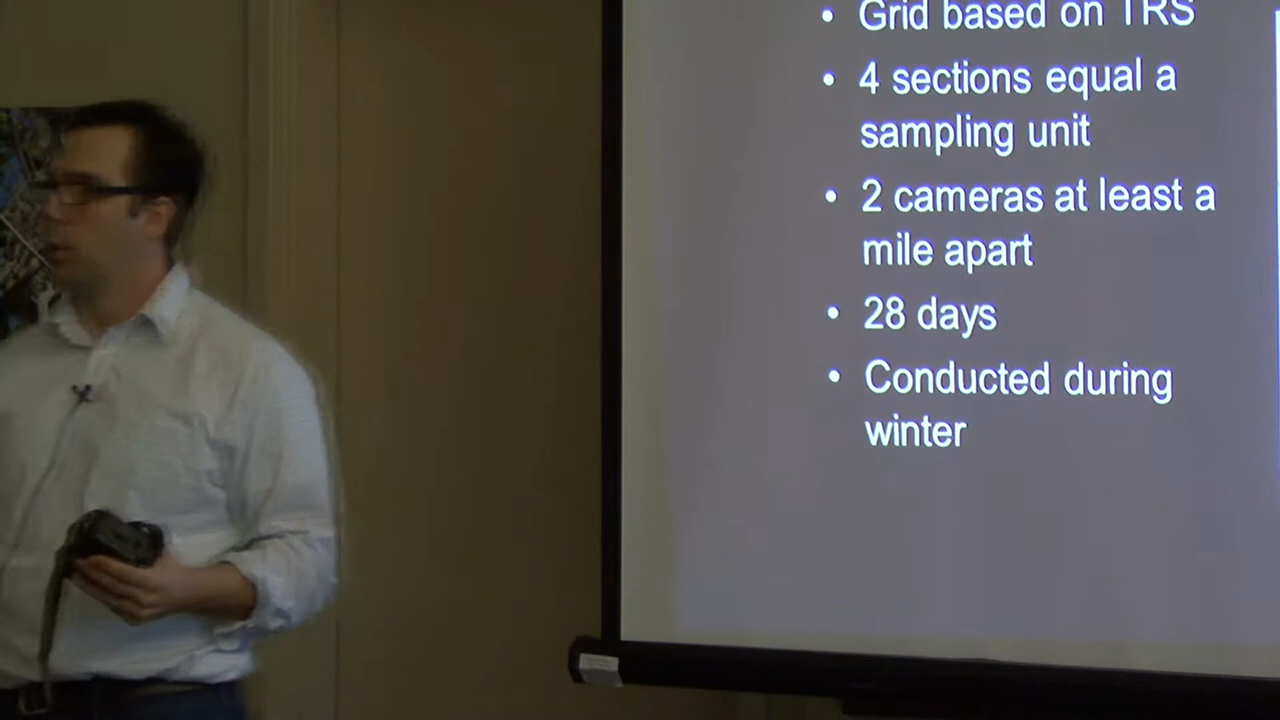 • Grid based on TRS
• 4 sections equal a
sampling unit
• 2 cameras at least a
mile apart
• 28 days
• Conducted during
winter